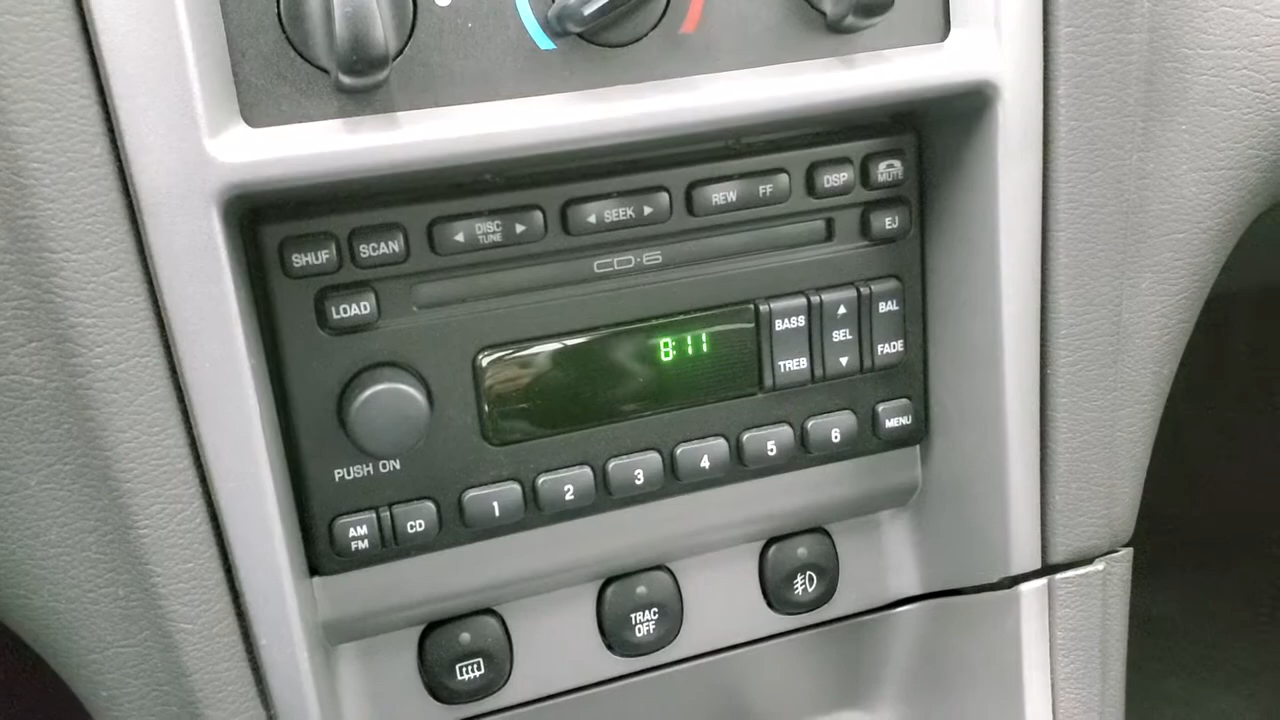 SHUF
SCAN
DISC
TUNE
SEEK
REW FF
DSP
MUTE
LOAD
CD·6
EJ
8:11
BASS
TREB
SEL
BAL
FADE
PUSH ON
AM
FM
CD
1
2
3
4
5
6
MENU
TRAC
OFF